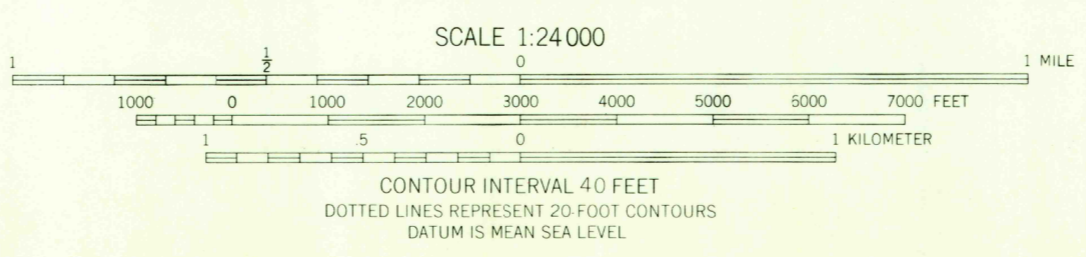 SCALE 1:24 000
1 1/2 0 1 MILE
1000 0 1000 2000 3000 4000 5000 6000 7000 FEET
1 .5 0 1 KILOMETER
CONTOUR INTERVAL 40 FEET
DOTTED LINES REPRESENT 20-FOOT CONTOURS
DATUM IS MEAN SEA LEVEL